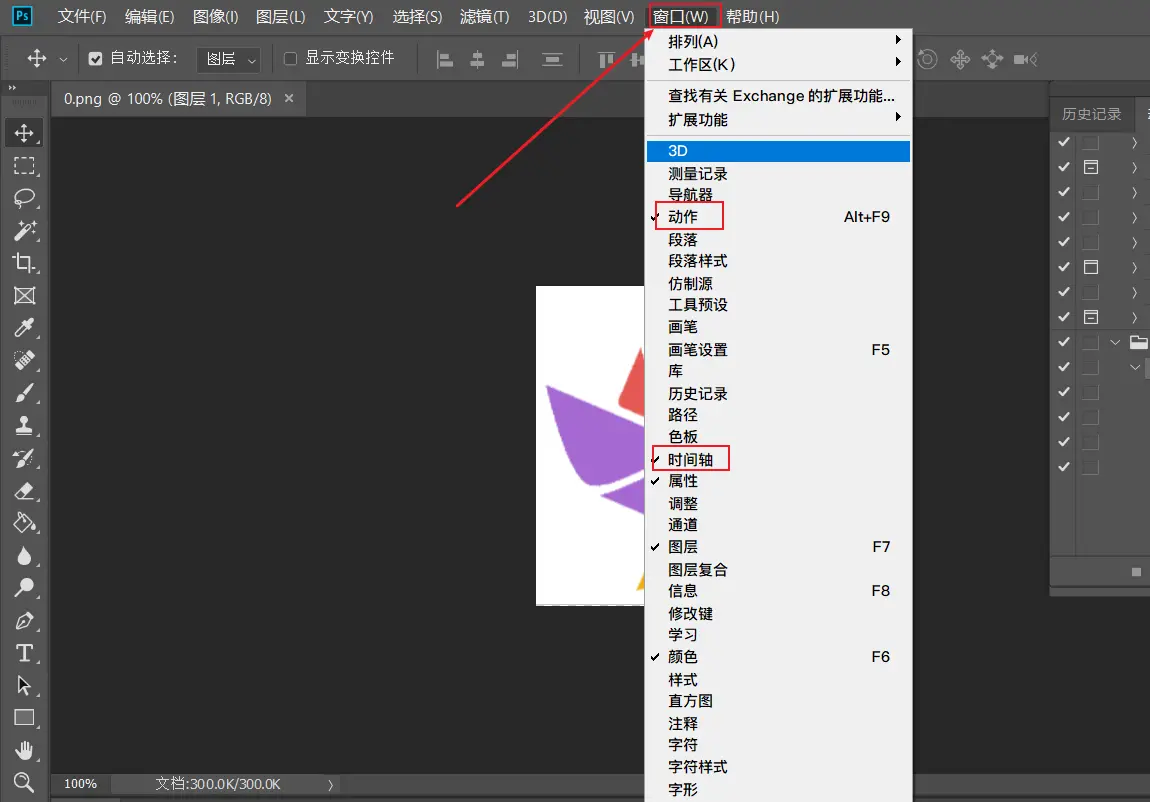 Ps 文件(F) 编辑(E) 图像(I) 图层(L) 文字(Y) 选择(S) 滤镜(T) 3D(D) 视图(V) 窗口(W) 帮助(H)
自动选择： 图层 显示变换控件
0.png @ 100% (图层 1, RGB/8) ×
排列(A)
工作区(K)
查找有关 Exchange 的扩展功能...
扩展功能
3D
测量记录
导航器
动作 Alt+F9
段落
段落样式
仿制源
工具预设
画笔
画笔设置 F5
库
历史记录
路径
色板
时间轴
属性
调整
通道
图层 F7
图层复合
信息 F8
修改键
学习
颜色 F6
样式
直方图
注释
字符
字符样式
字形
历史记录
100% 文档:300.0K/300.0K